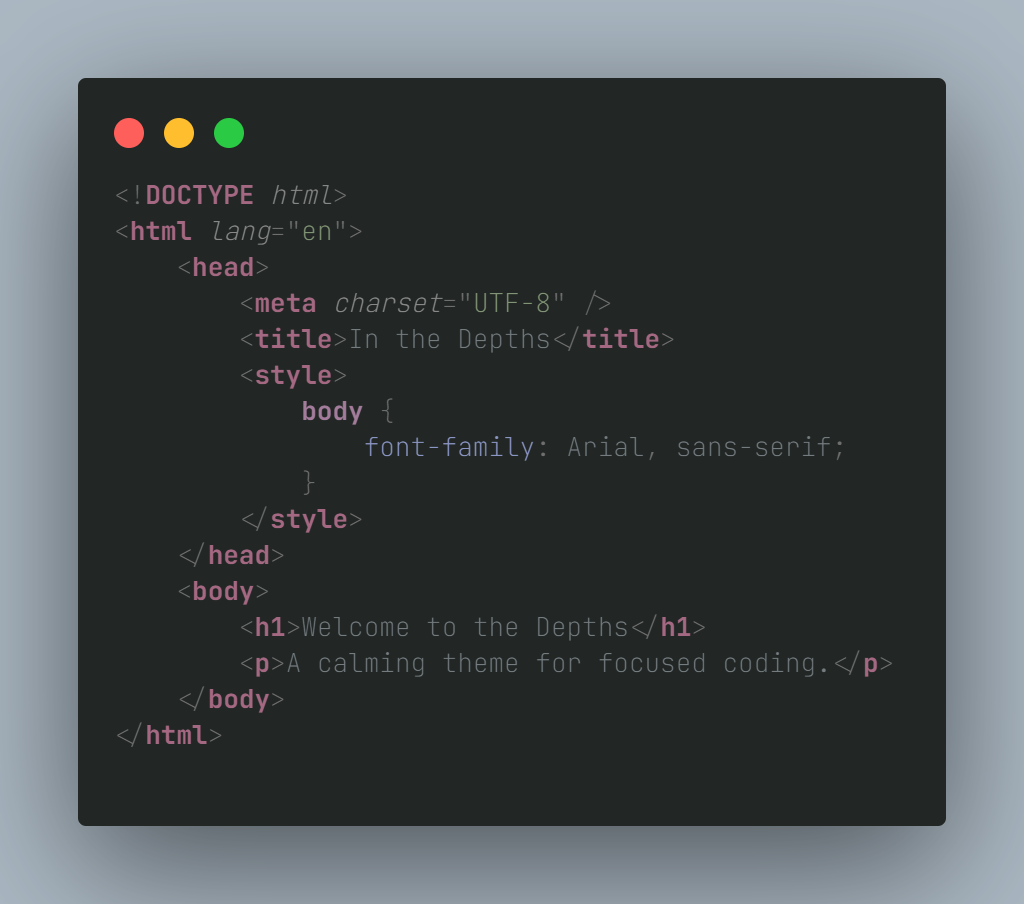 <!DOCTYPE html>
<html lang="en">
    <head>
        <meta charset="UTF-8" />
        <title>In the Depths</title>
        <style>
            body {
                font-family: Arial, sans-serif;
            }
        </style>
    </head>
    <body>
        <h1>Welcome to the Depths</h1>
        <p>A calming theme for focused coding.</p>
    </body>
</html>